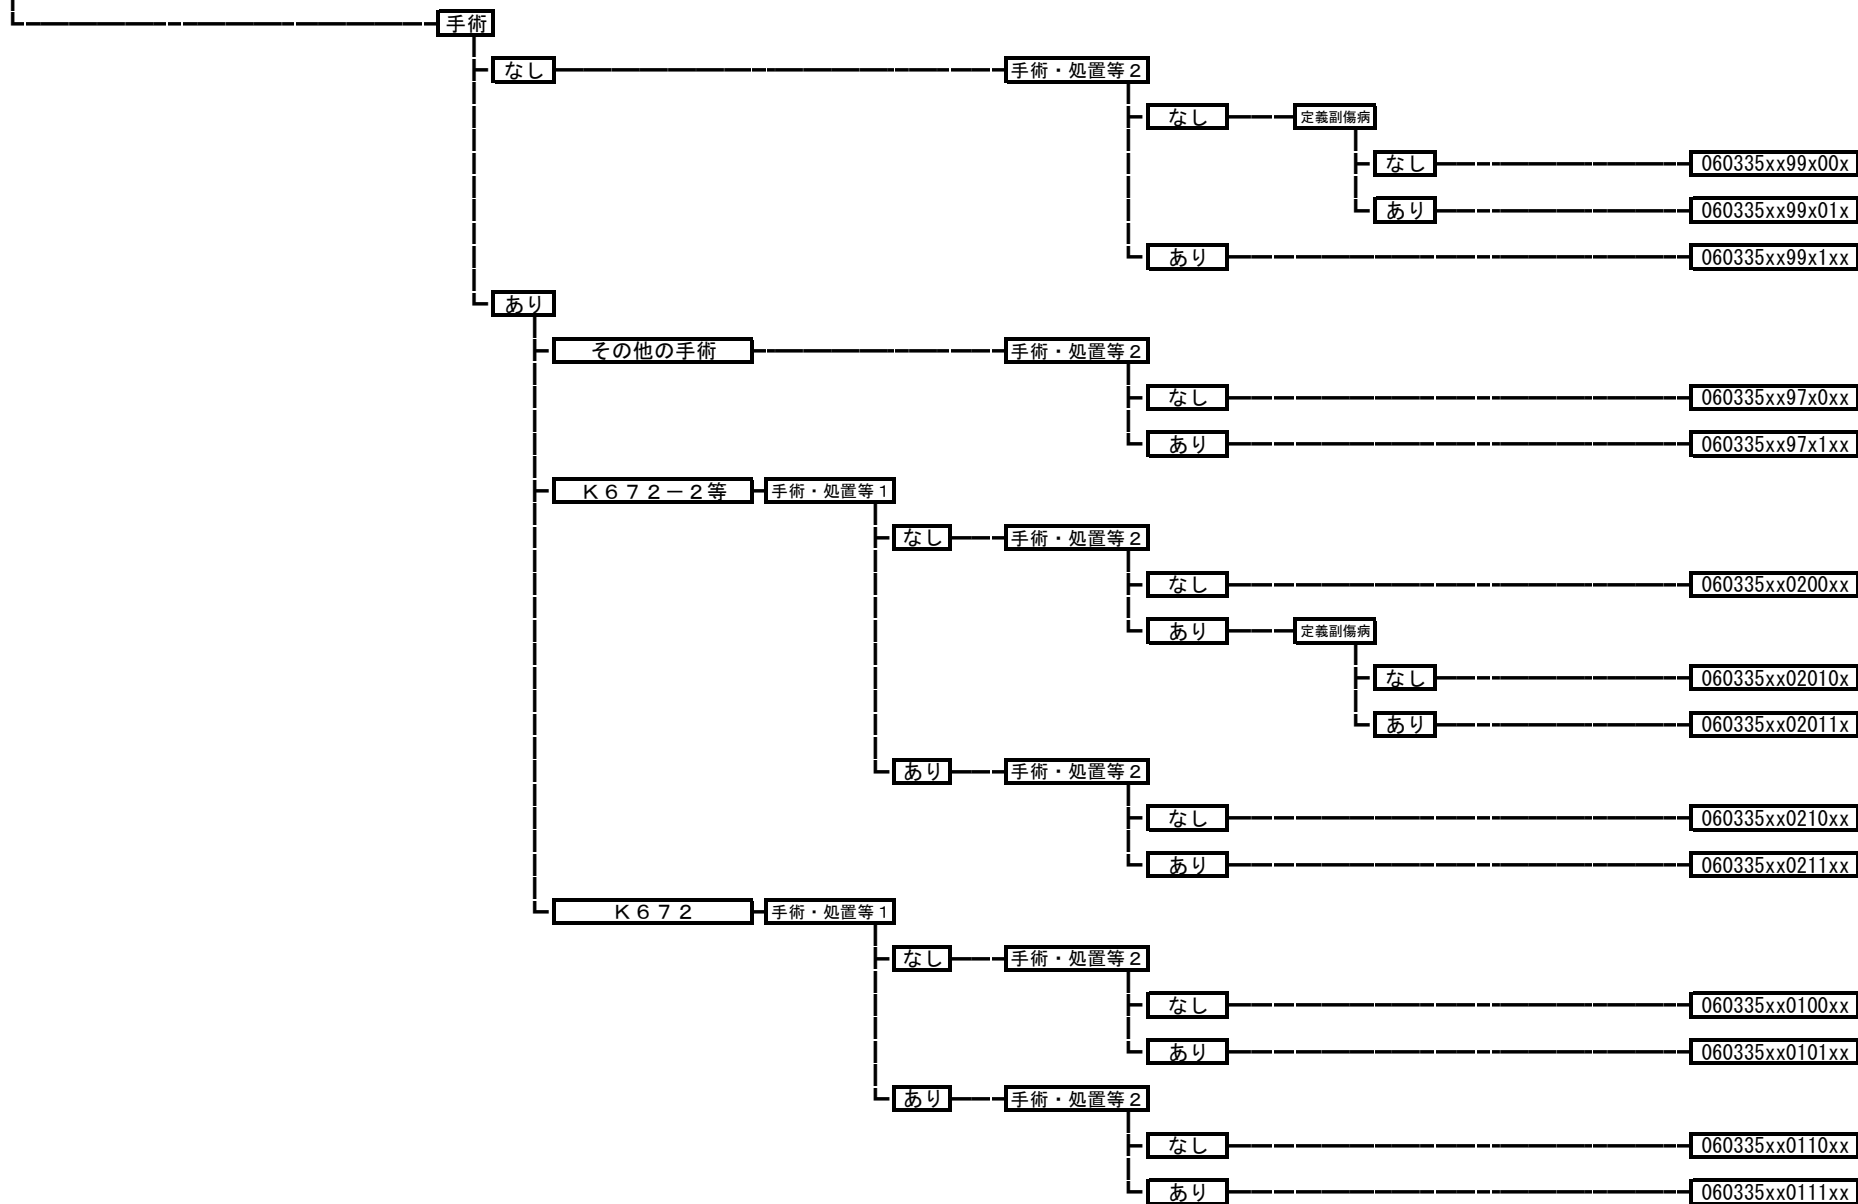 手術
なし
手術・処置等２
なし
定義副傷病
なし
060335xx99x00x
あり
060335xx99x01x
あり
060335xx99x1xx
あり
その他の手術
手術・処置等２
なし
060335xx97x0xx
あり
060335xx97x1xx
Ｋ６７２－２等
手術・処置等１
なし
手術・処置等２
なし
060335xx0200xx
あり
定義副傷病
なし
060335xx02010x
あり
060335xx02011x
あり
手術・処置等２
なし
060335xx0210xx
あり
060335xx0211xx
Ｋ６７２
手術・処置等１
なし
手術・処置等２
なし
060335xx0100xx
あり
060335xx0101xx
あり
手術・処置等２
なし
060335xx0110xx
あり
060335xx0111xx